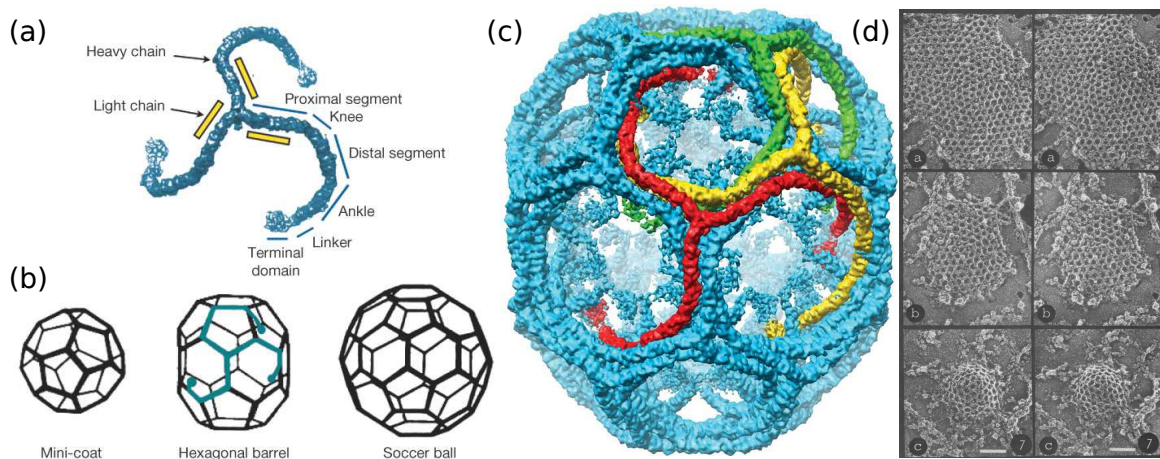 (a)
Heavy chain
Light chain
Proximal segment
Knee
Distal segment
Ankle
Linker
Terminal
domain
(b)
Mini-coat
Hexagonal barrel
Soccer ball
(c)
(d)
a
a
b
b
c
7
c
7